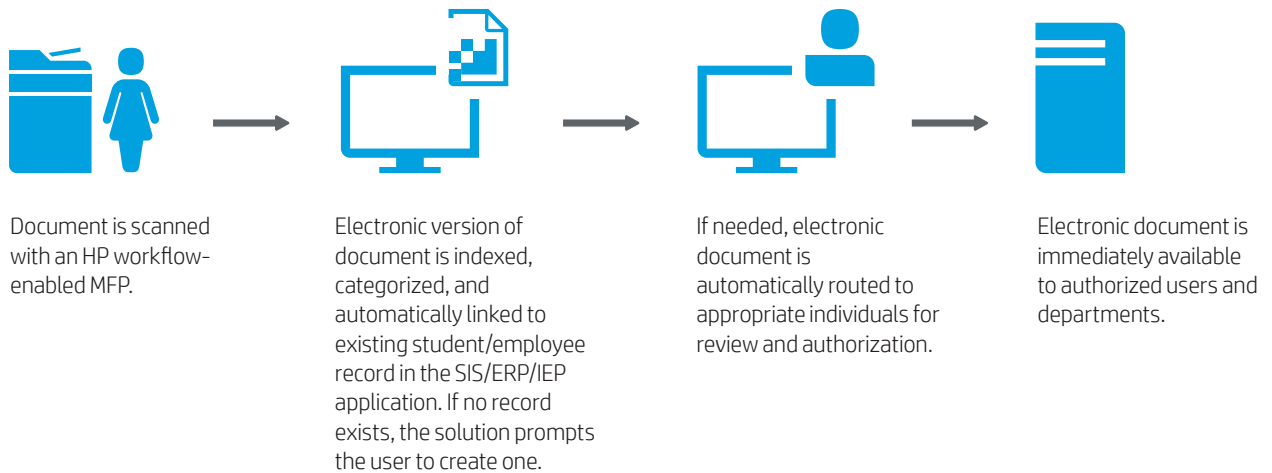 Document is scanned
with an HP workflow-
enabled MFP.
Electronic version of
document is indexed,
categorized, and
automatically linked to
existing student/employee
record in the SIS/ERP/IEP
application. If no record
exists, the solution prompts
the user to create one.
If needed, electronic
document is
automatically routed to
appropriate individuals for
review and authorization.
Electronic document is
immediately available
to authorized users and
departments.